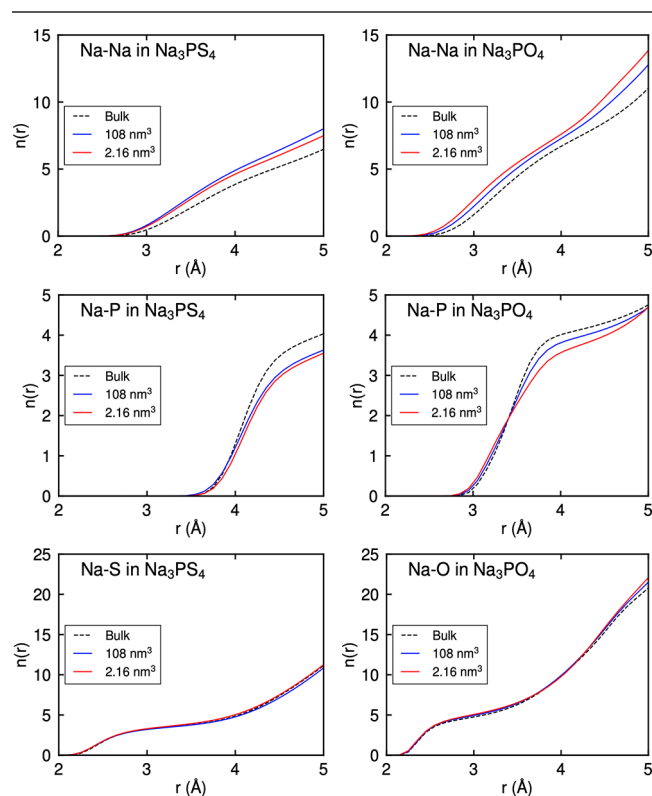 Na-Na in Na₃PS₄
n(r)
15
10
5
0
Bulk
108 nm³
2.16 nm³
2 3 4 5
r (Å)
Na-Na in Na₃PO₄
n(r)
15
10
5
0
Bulk
108 nm³
2.16 nm³
2 3 4 5
r (Å)
Na-P in Na₃PS₄
n(r)
5
4
3
2
1
0
Bulk
108 nm³
2.16 nm³
2 3 4 5
r (Å)
Na-P in Na₃PO₄
n(r)
5
4
3
2
1
0
Bulk
108 nm³
2.16 nm³
2 3 4 5
r (Å)
Na-S in Na₃PS₄
n(r)
25
20
15
10
5
0
Bulk
108 nm³
2.16 nm³
2 3 4 5
r (Å)
Na-O in Na₃PO₄
n(r)
25
20
15
10
5
0
Bulk
108 nm³
2.16 nm³
2 3 4 5
r (Å)